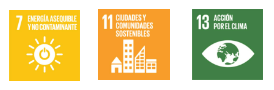 7 ENERGÍA ASEQUIBLE
Y NO CONTAMINANTE
11 CIUDADES Y
COMUNIDADES
SOSTENIBLES
13 ACCIÓN
POR EL CLIMA